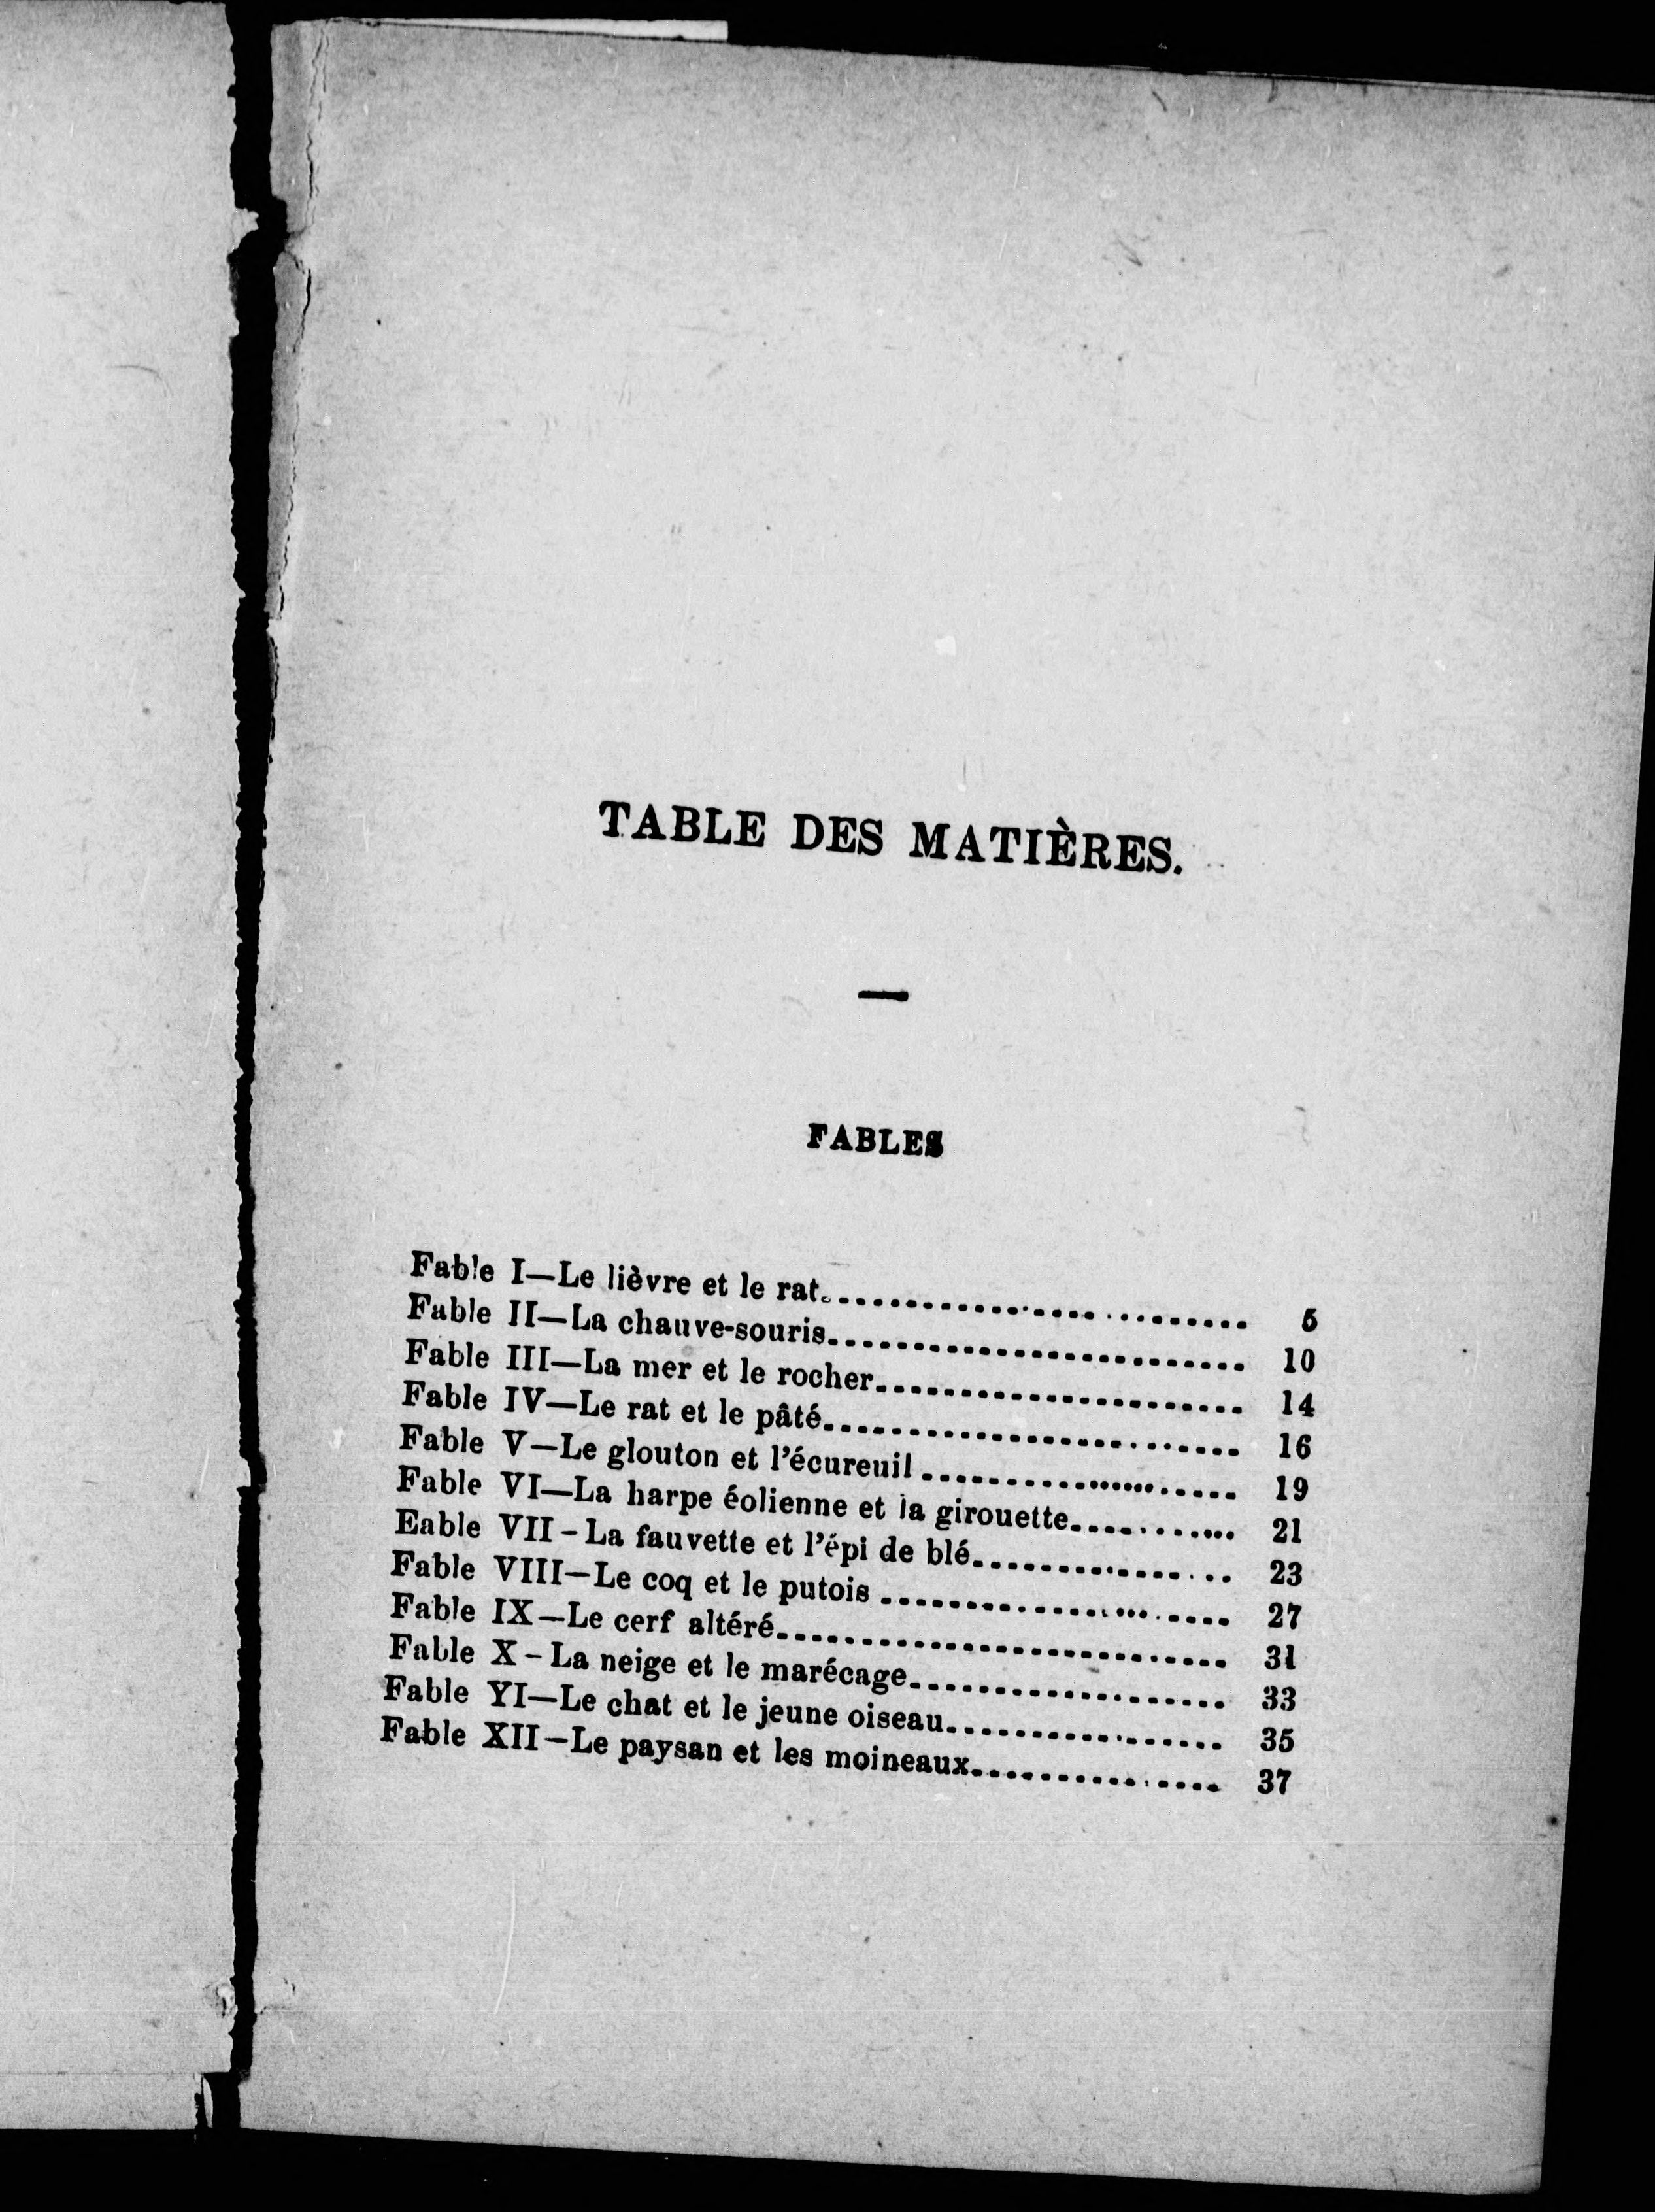 TABLE DES MATIÈRES.
FABLES
Fable I—Le lièvre et le rat........................ 5
Fable II—La chauve-souris........................ 10
Fable III—La mer et le rocher...................... 14
Fable IV—Le rat et le pâté........................ 16
Fable V—Le glouton et l'écureuil ................... 19
Fable VI—La harpe éolienne et la girouette........... 21
Eable VII-La fauvette et l'épi de blé................ 23
Fable VIII—Le coq et le putois .................... 27
Fable IX—Le cerf altéré.......................... 31
Fable X-La neige et le marécage................... 33
Fable YI—Le chat et le jeune oiseau................ 35
Fable XII—Le paysan et les moineaux............... 37